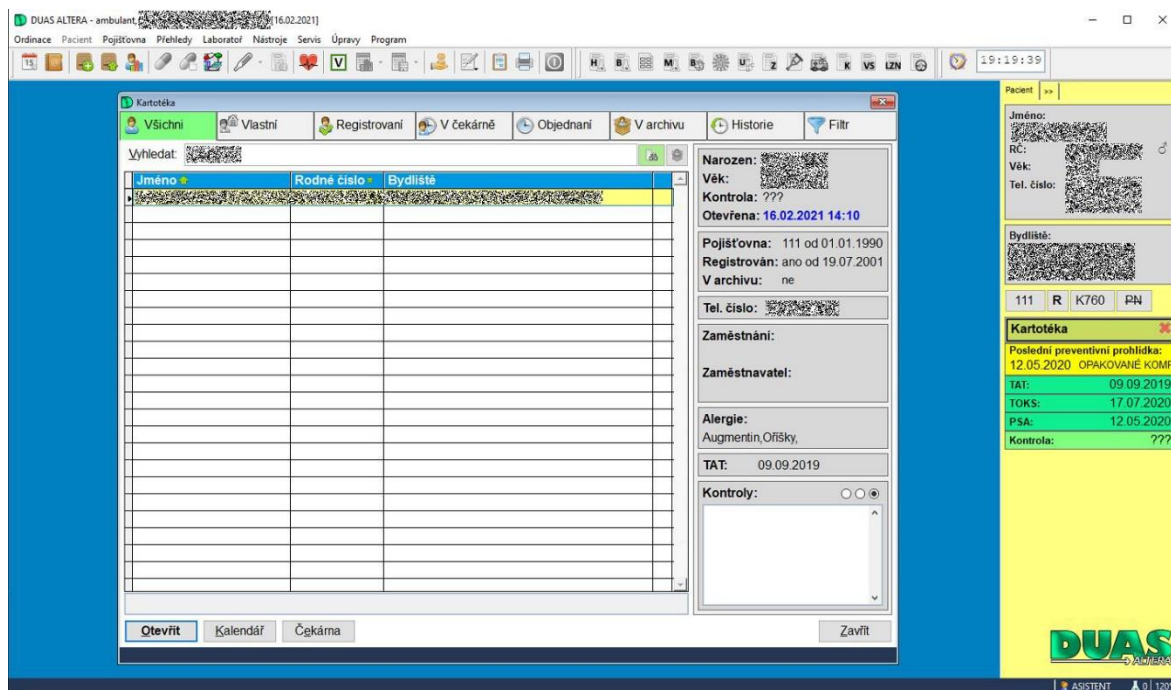 DUAS ALTERA - ambulant, [16.02.2021]
Ordinace Pacient Pojišťovna Přehledy Laboratoř Nástroje Servis Úpravy Program
15 V H B M B U Z K VS LZN 19:19:39
Kartotéka
Všichni Vlastní Registrovaní V čekárně Objednaní V archivu Historie Filtr
Vyhledat:
Jméno Rodné číslo Bydliště
Narozen:
Věk:
Kontrola: ???
Otevřena: 16.02.2021 14:10
Pojišťovna: 111 od 01.01.1990
Registrován: ano od 19.07.2001
V archivu: ne
Tel. číslo:
Zaměstnání:
Zaměstnavatel:
Alergie:
Augmentin,Oříšky,
TAT: 09.09.2019
Kontroly:
Otevřít Kalendář Čekárna Zavřít
Pacient >>
Jméno:
RČ:
Věk:
Tel. číslo:
Bydliště:
111 R K760 PN
Kartotéka
Poslední preventivní prohlídka:
12.05.2020 OPAKOVANÉ KOMP
TAT: 09.09.2019
TOKS: 17.07.2020
PSA: 12.05.2020
Kontrola: ???
DUAS
ALTERA
ASISTENT 0 120